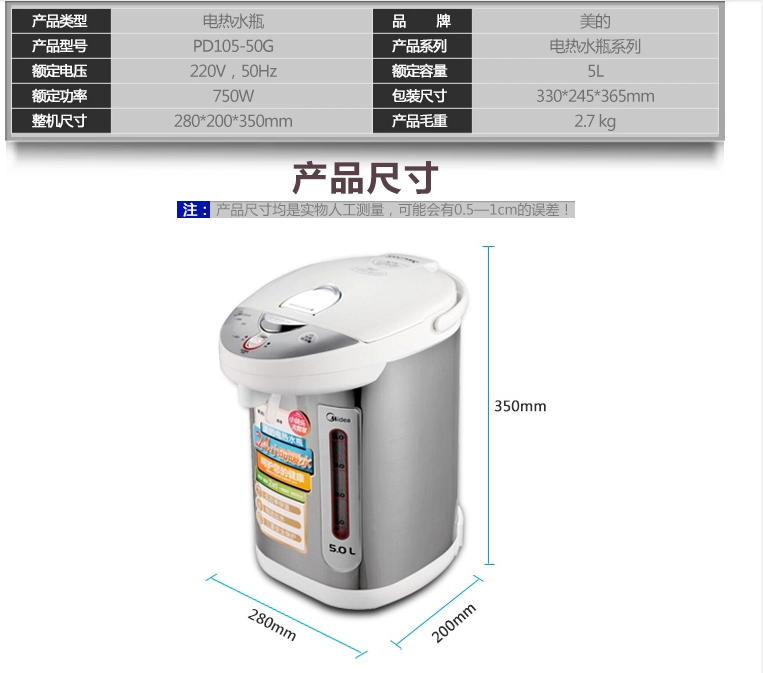 产品类型 电热水瓶 品 牌 美的
产品型号 PD105-50G 产品系列 电热水瓶系列
额定电压 220V，50Hz 额定容量 5L
额定功率 750W 包装尺寸 330*245*365mm
整机尺寸 280*200*350mm 产品毛重 2.7 kg
产品尺寸
注： 产品尺寸均是实物人工测量，可能会有0.5—1cm的误差！
350mm
Midea
电热水瓶
5.0 L
280mm
200mm